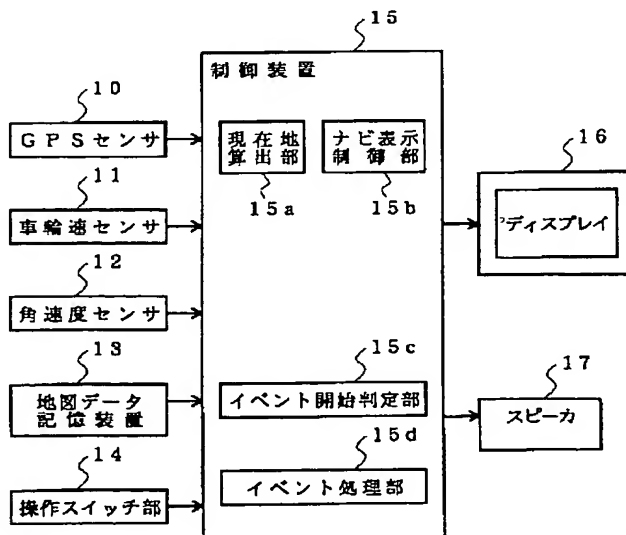 15
制御装置
10
GPSセンサ
現在地
算出部
ナビ表示
制御部
16
11
15a
15b
車輪速センサ
ディスプレイ
12
角速度センサ
13
15c
17
地図データ
記憶装置
イベント開始判定部
スピーカ
14
15d
操作スイッチ部
イベント処理部